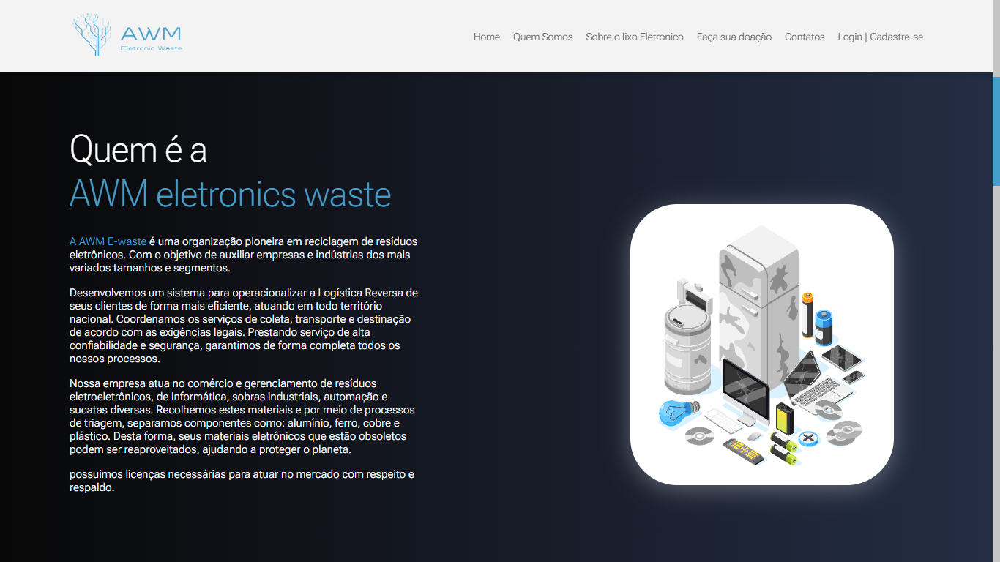 AWM
Eletronic Waste
Home
Quem Somos
Sobre o lixo Eletronico
Faça sua doação
Contatos
Login | Cadastre-se
Quem é a
AWM eletronics waste
A AWM E-waste é uma organização pioneira em reciclagem de resíduos
eletrônicos. Com o objetivo de auxiliar empresas e indústrias dos mais
variados tamanhos e segmentos.
Desenvolvemos um sistema para operacionalizar a Logística Reversa de
seus clientes de forma mais eficiente, atuando em todo território
nacional. Coordenamos os serviços de coleta, transporte e destinação
de acordo com as exigências legais. Prestando serviço de alta
confiabilidade e segurança, garantimos de forma completa todos os
nossos processos.
Nossa empresa atua no comércio e gerenciamento de resíduos
eletroeletrônicos, de informática, sobras industriais, automação e
sucatas diversas. Recolhemos estes materiais e por meio de processos
de triagem, separamos componentes como: alumínio, ferro, cobre e
plástico. Desta forma, seus materiais eletrônicos que estão obsoletos
podem ser reaproveitados, ajudando a proteger o planeta.
possuimos licenças necessárias para atuar no mercado com respeito e
respaldo.